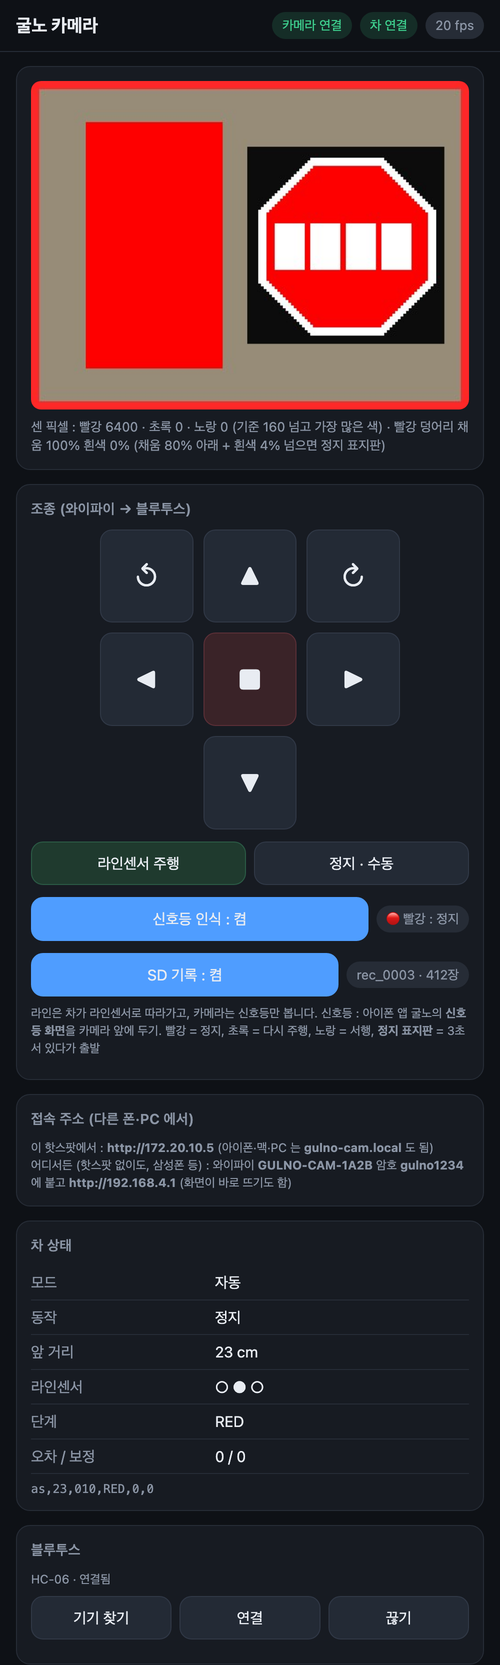 굴노 카메라
카메라 연결
차 연결
20 fps
센 픽셀 : 빨강 6400 · 초록 0 · 노랑 0 (기준 160 넘고 가장 많은 색) · 빨강 덩어리 채
움 100% 흰색 0% (채움 80% 아래 + 흰색 4% 넘으면 정지 표지판)
조종 (와이파이 → 블루투스)
라인센서 주행
정지 · 수동
신호등 인식 : 켬
빨강 : 정지
SD 기록 : 켬
rec_0003 · 412장
라인은 차가 라인센서로 따라가고, 카메라는 신호등만 봅니다. 신호등 : 아이폰 앱 굴노의 신호
등 화면을 카메라 앞에 두기. 빨강 = 정지, 초록 = 다시 주행, 노랑 = 서행, 정지 표지판 = 3초
서 있다가 출발
접속 주소 (다른 폰·PC 에서)
이 핫스팟에서 : http://172.20.10.5 (아이폰·맥·PC 는 gulno-cam.local 도 됨)
어디서든 (핫스팟 없이도, 삼성폰 등) : 와이파이 GULNO-CAM-1A2B 암호 gulno1234
에 붙고 http://192.168.4.1 (화면이 바로 뜨기도 함)
차 상태
모드 자동
동작 정지
앞 거리 23 cm
라인센서 ○ ● ○
단계 RED
오차 / 보정 0 / 0
as,23,010,RED,0,0
블루투스
HC-06 · 연결됨
기기 찾기
연결
끊기